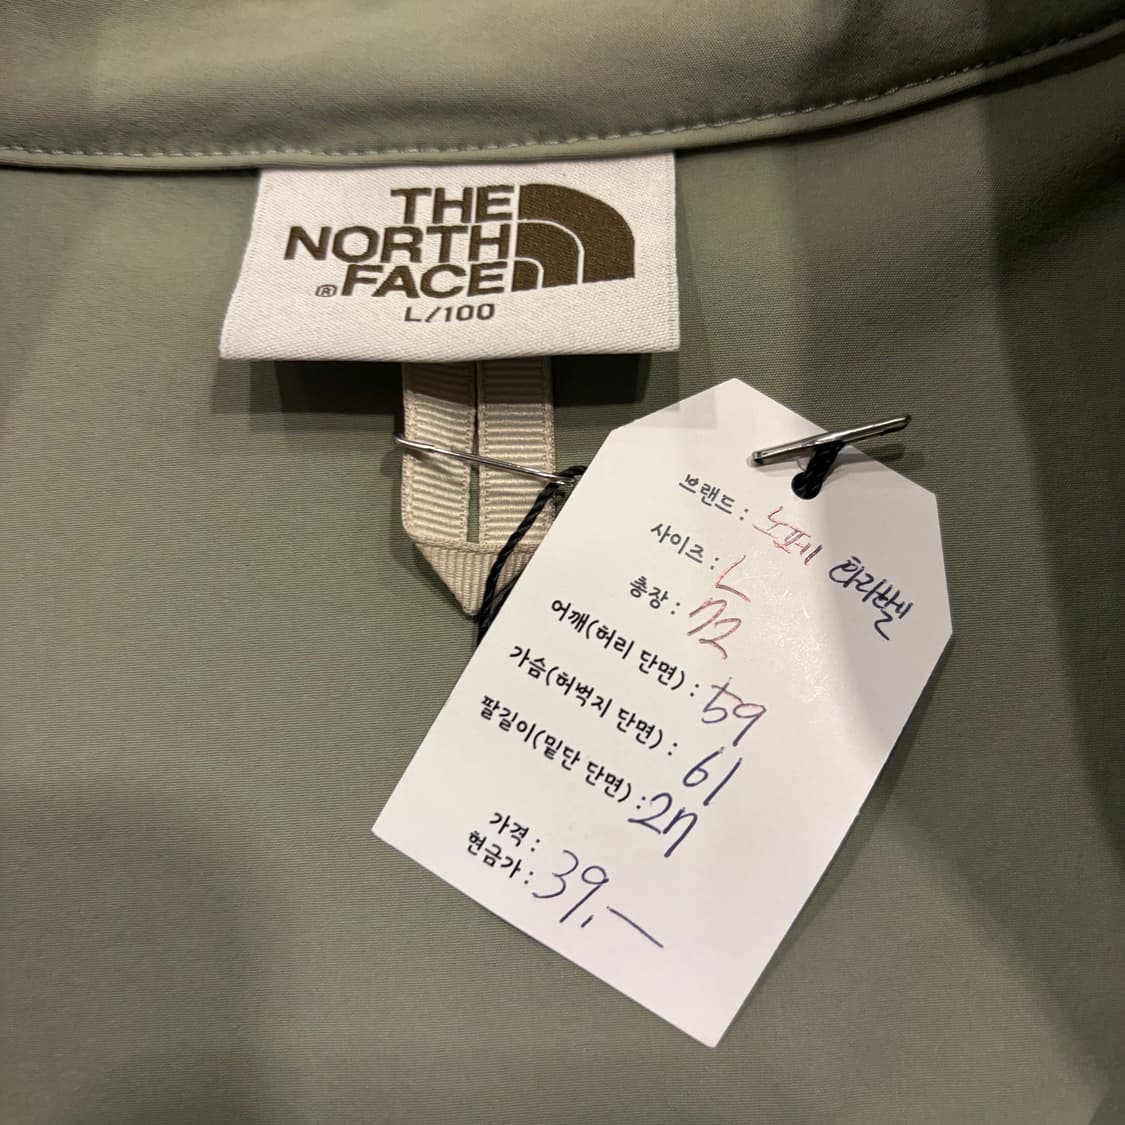 THE
NORTH
®FACE
L/100
브랜드 : 노페 화라벨
사이즈 : L
총장 : 72
어깨(허리 단면) : 59
가슴(허벅지 단면) : 61
팔길이(밑단 단면) : 27
가격 :
현금가 : 39,-